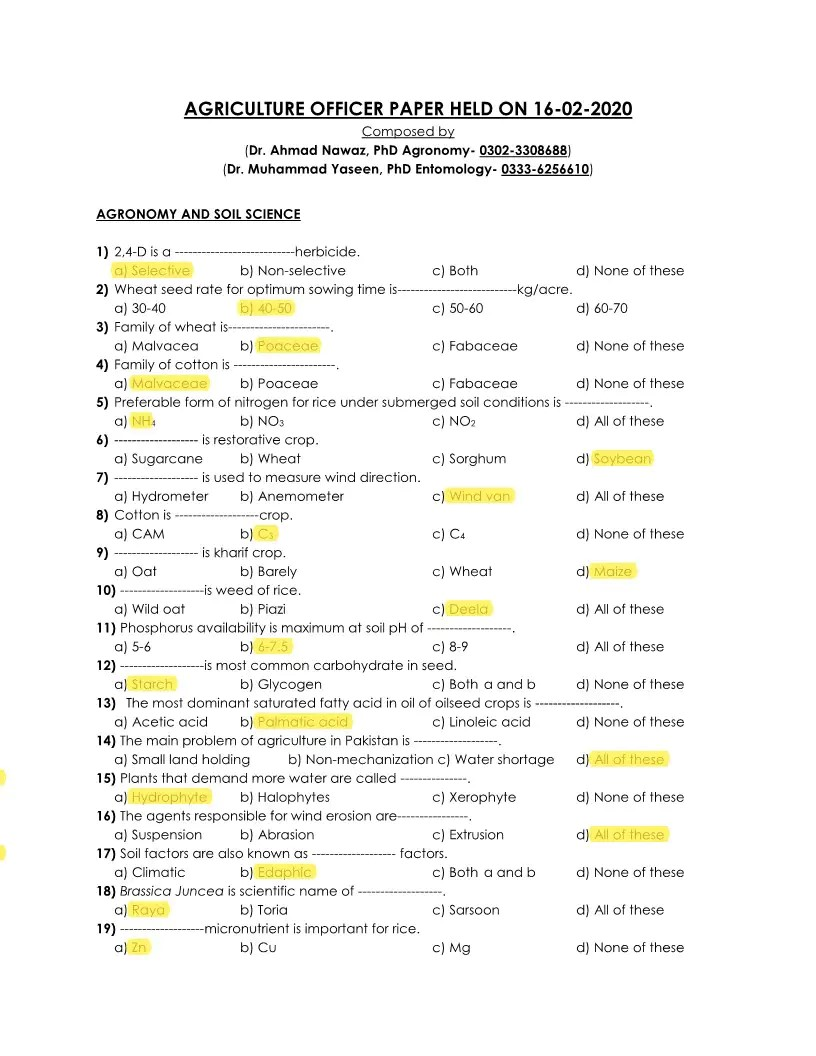 AGRICULTURE OFFICER PAPER HELD ON 16-02-2020
Composed by
(Dr. Ahmad Nawaz, PhD Agronomy- 0302-3308688)
(Dr. Muhammad Yaseen, PhD Entomology- 0333-6256610)
AGRONOMY AND SOIL SCIENCE
1) 2,4-D is a ---------------------------herbicide.
a) Selective b) Non-selective c) Both d) None of these
2) Wheat seed rate for optimum sowing time is---------------------------kg/acre.
a) 30-40 b) 40-50 c) 50-60 d) 60-70
3) Family of wheat is-----------------------.
a) Malvacea b) Poaceae c) Fabaceae d) None of these
4) Family of cotton is -----------------------.
a) Malvaceae b) Poaceae c) Fabaceae d) None of these
5) Preferable form of nitrogen for rice under submerged soil conditions is -------------------.
a) NH₄ b) NO₃ c) NO₂ d) All of these
6) ------------------- is restorative crop.
a) Sugarcane b) Wheat c) Sorghum d) Soybean
7) ------------------- is used to measure wind direction.
a) Hydrometer b) Anemometer c) Wind van d) All of these
8) Cotton is -------------------crop.
a) CAM b) C₃ c) C₄ d) None of these
9) ------------------- is kharif crop.
a) Oat b) Barely c) Wheat d) Maize
10) -------------------is weed of rice.
a) Wild oat b) Piazi c) Deela d) All of these
11) Phosphorus availability is maximum at soil pH of -------------------.
a) 5-6 b) 6-7.5 c) 8-9 d) All of these
12) -------------------is most common carbohydrate in seed.
a) Starch b) Glycogen c) Both a and b d) None of these
13) The most dominant saturated fatty acid in oil of oilseed crops is -------------------.
a) Acetic acid b) Palmatic acid c) Linoleic acid d) None of these
14) The main problem of agriculture in Pakistan is -------------------.
a) Small land holding b) Non-mechanization c) Water shortage d) All of these
15) Plants that demand more water are called ---------------.
a) Hydrophyte b) Halophytes c) Xerophyte d) None of these
16) The agents responsible for wind erosion are----------------.
a) Suspension b) Abrasion c) Extrusion d) All of these
17) Soil factors are also known as ------------------- factors.
a) Climatic b) Edaphic c) Both a and b d) None of these
18) Brassica Juncea is scientific name of -------------------.
a) Raya b) Toria c) Sarsoon d) All of these
19) -------------------micronutrient is important for rice.
a) Zn b) Cu c) Mg d) None of these